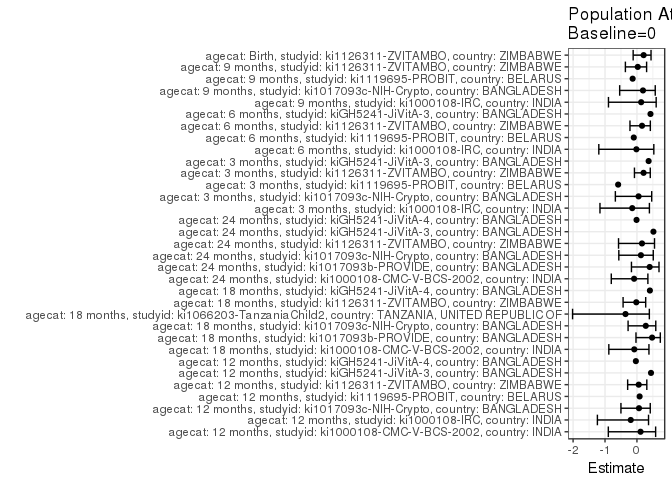 Population At
Baseline=0
agecat: Birth, studyid: ki1126311-ZVITAMBO, country: ZIMBABWE
agecat: 9 months, studyid: ki1126311-ZVITAMBO, country: ZIMBABWE
agecat: 9 months, studyid: ki1119695-PROBIT, country: BELARUS
agecat: 9 months, studyid: ki1017093c-NIH-Crypto, country: BANGLADESH
agecat: 9 months, studyid: ki1000108-IRC, country: INDIA
agecat: 6 months, studyid: kiGH5241-JiVitA-3, country: BANGLADESH
agecat: 6 months, studyid: ki1126311-ZVITAMBO, country: ZIMBABWE
agecat: 6 months, studyid: ki1119695-PROBIT, country: BELARUS
agecat: 6 months, studyid: ki1000108-IRC, country: INDIA
agecat: 3 months, studyid: kiGH5241-JiVitA-3, country: BANGLADESH
agecat: 3 months, studyid: ki1126311-ZVITAMBO, country: ZIMBABWE
agecat: 3 months, studyid: ki1119695-PROBIT, country: BELARUS
agecat: 3 months, studyid: ki1017093c-NIH-Crypto, country: BANGLADESH
agecat: 3 months, studyid: ki1000108-IRC, country: INDIA
agecat: 24 months, studyid: kiGH5241-JiVitA-4, country: BANGLADESH
agecat: 24 months, studyid: kiGH5241-JiVitA-3, country: BANGLADESH
agecat: 24 months, studyid: ki1126311-ZVITAMBO, country: ZIMBABWE
agecat: 24 months, studyid: ki1017093c-NIH-Crypto, country: BANGLADESH
agecat: 24 months, studyid: ki1017093b-PROVIDE, country: BANGLADESH
agecat: 24 months, studyid: ki1000108-CMC-V-BCS-2002, country: INDIA
agecat: 18 months, studyid: kiGH5241-JiVitA-4, country: BANGLADESH
agecat: 18 months, studyid: ki1126311-ZVITAMBO, country: ZIMBABWE
agecat: 18 months, studyid: ki1066203-TanzaniaChild2, country: TANZANIA, UNITED REPUBLIC OF
agecat: 18 months, studyid: ki1017093c-NIH-Crypto, country: BANGLADESH
agecat: 18 months, studyid: ki1017093b-PROVIDE, country: BANGLADESH
agecat: 18 months, studyid: ki1000108-CMC-V-BCS-2002, country: INDIA
agecat: 12 months, studyid: kiGH5241-JiVitA-4, country: BANGLADESH
agecat: 12 months, studyid: kiGH5241-JiVitA-3, country: BANGLADESH
agecat: 12 months, studyid: ki1126311-ZVITAMBO, country: ZIMBABWE
agecat: 12 months, studyid: ki1119695-PROBIT, country: BELARUS
agecat: 12 months, studyid: ki1017093c-NIH-Crypto, country: BANGLADESH
agecat: 12 months, studyid: ki1000108-IRC, country: INDIA
agecat: 12 months, studyid: ki1000108-CMC-V-BCS-2002, country: INDIA
-2 -1 0
Estimate